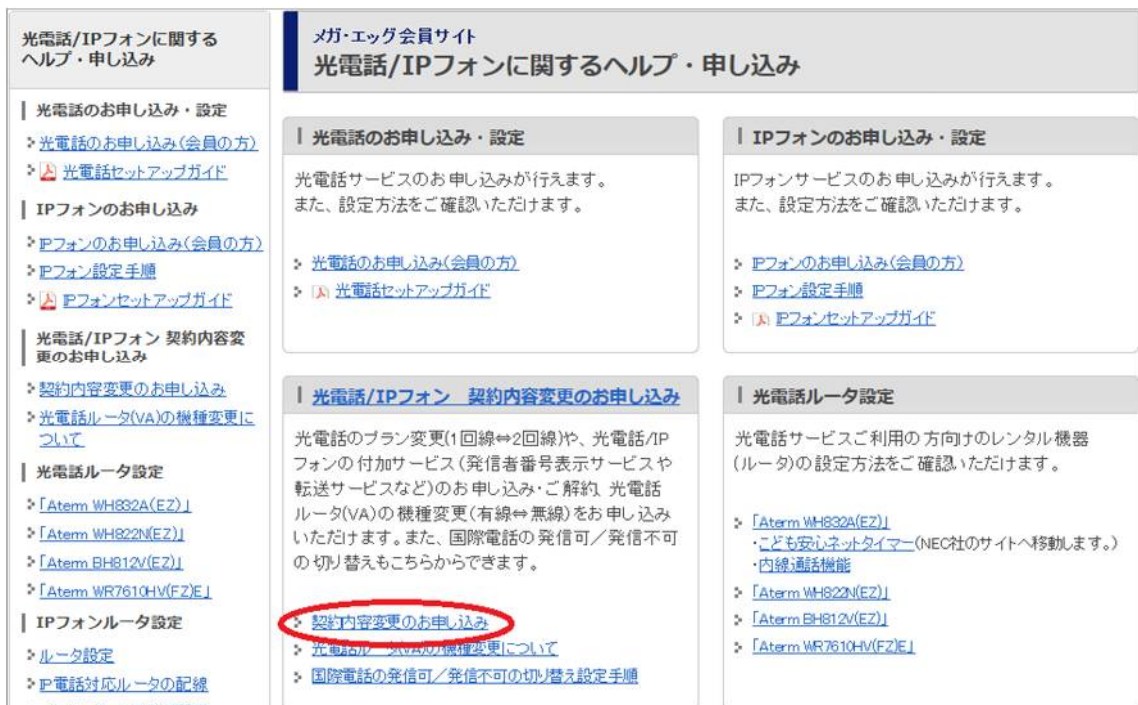 光電話/IPフォンに関する
ヘルプ・申し込み
光電話のお申し込み・設定
光電話のお申し込み(会員の方)
光電話セットアップガイド
IPフォンのお申し込み
IPフォンのお申し込み(会員の方)
IPフォン設定手順
IPフォンセットアップガイド
光電話/IPフォン 契約内容変
更のお申し込み
契約内容変更のお申し込み
光電話ルータ(VA)の機種変更に
ついて
光電話ルータ設定
「Aterm WH832A(EZ)」
「Aterm WH822N(EZ)」
「Aterm BH812V(EZ)」
「Aterm WR7610HV(FZ)E」
IPフォンルータ設定
ルータ設定
IP電話対応ルータの配線
メガ・エッグ会員サイト
光電話/IPフォンに関するヘルプ・申し込み
光電話のお申し込み・設定
光電話サービスのお申し込みが行えます。
また、設定方法をご確認いただけます。
光電話のお申し込み(会員の方)
光電話セットアップガイド
IPフォンのお申し込み・設定
IPフォンサービスのお申し込みが行えます。
また、設定方法をご確認いただけます。
IPフォンのお申し込み(会員の方)
IPフォン設定手順
IPフォンセットアップガイド
光電話/IPフォン 契約内容変更のお申し込み
光電話のプラン変更(1回線⇔2回線)や、光電話/IP
フォンの付加サービス(発信者番号表示サービスや
転送サービスなど)のお申し込み・ご解約、光電話
ルータ(VA)の機種変更(有線⇔無線)をお申し込み
いただけます。また、国際電話の発信可/発信不可
の切り替えもこちらからできます。
契約内容変更のお申し込み
光電話ルータ(VA)の機種変更について
国際電話の発信可/発信不可の切り替え設定手順
光電話ルータ設定
光電話サービスご利用の方向けのレンタル機器
(ルータ)の設定方法をご確認いただけます。
「Aterm WH832A(EZ)」
・こども安心ネットタイマー(NEC社のサイトへ移動します。)
・内線通話機能
「Aterm WH822N(EZ)」
「Aterm BH812V(EZ)」
「Aterm WR7610HV(FZ)E」